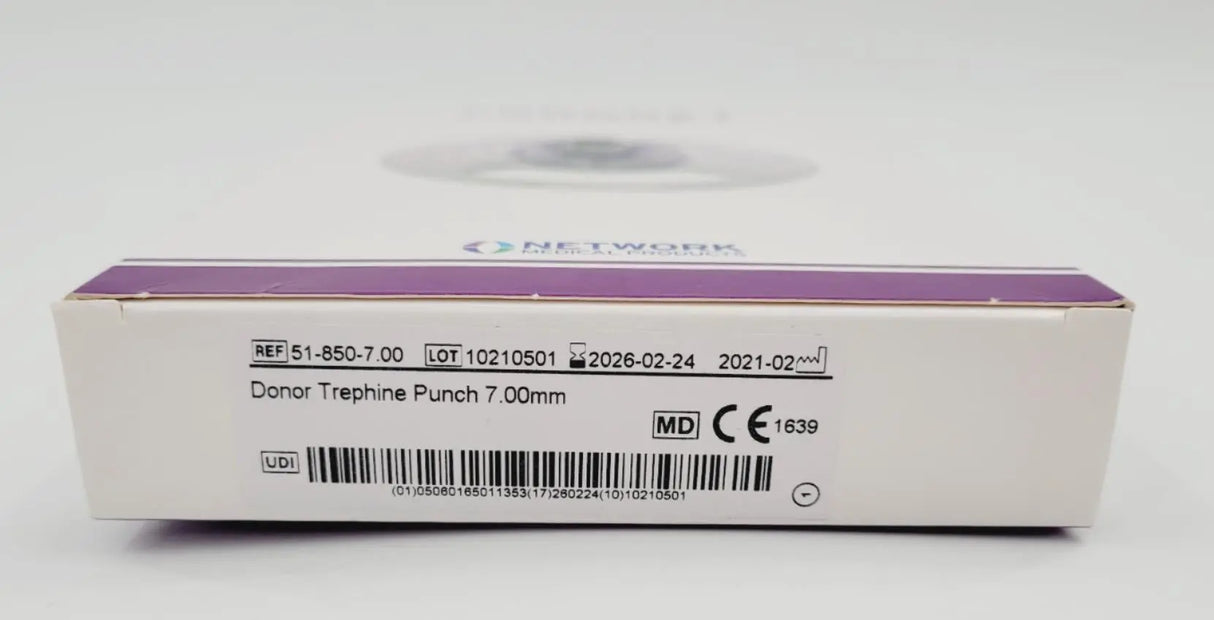 NETWORK
MEDICAL PRODUCTS
REF 51-850-7.00 LOT 10210501 2026-02-24 2021-02
Donor Trephine Punch 7.00mm
MD CE 1639
UDI
(01)05060165011353(17)260224(10)10210501
1